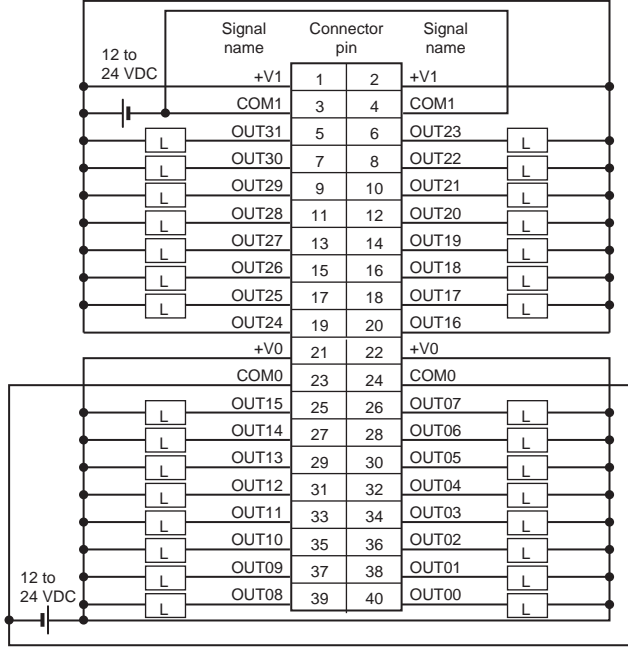 Signal name Connector pin Signal name
12 to 24 VDC
+V1 1 2 +V1
COM1 3 4 COM1
L OUT31 5 6 OUT23 L
L OUT30 7 8 OUT22 L
L OUT29 9 10 OUT21 L
L OUT28 11 12 OUT20 L
L OUT27 13 14 OUT19 L
L OUT26 15 16 OUT18 L
L OUT25 17 18 OUT17 L
OUT24 19 20 OUT16
+V0 21 22 +V0
COM0 23 24 COM0
L OUT15 25 26 OUT07 L
L OUT14 27 28 OUT06 L
L OUT13 29 30 OUT05 L
L OUT12 31 32 OUT04 L
L OUT11 33 34 OUT03 L
L OUT10 35 36 OUT02 L
L OUT09 37 38 OUT01 L
12 to 24 VDC
L OUT08 39 40 OUT00 L